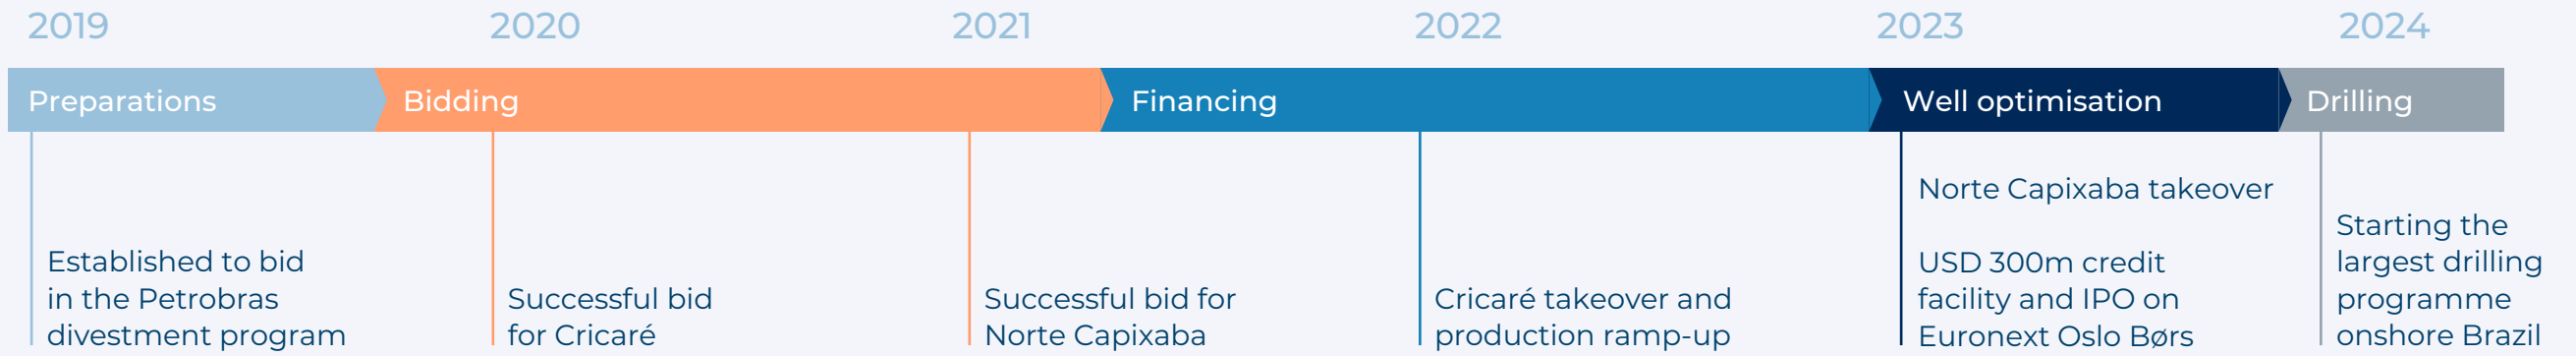 2019
2020
2021
2022
2023
2024
Preparations
Bidding
Financing
Well optimisation
Drilling
Established to bid
in the Petrobras
divestment program
Successful bid
for Cricaré
Successful bid for
Norte Capixaba
Cricaré takeover and
production ramp-up
Norte Capixaba takeover
USD 300m credit
facility and IPO on
Euronext Oslo Børs
Starting the
largest drilling
programme
onshore Brazil